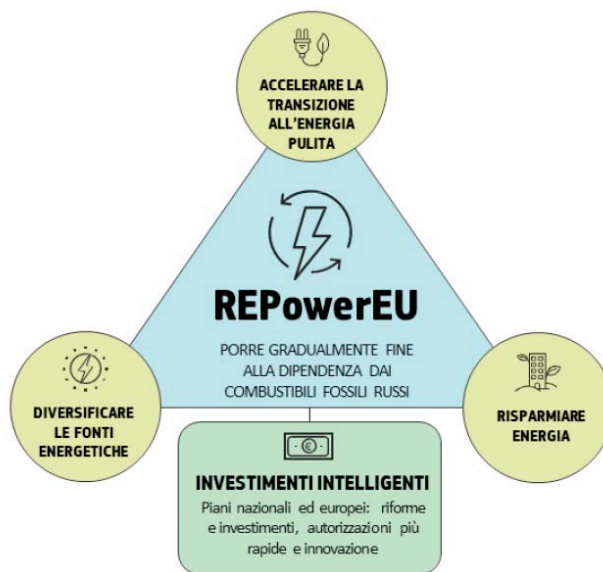 ACCELERARE LA
TRANSIZIONE
ALL'ENERGIA
PULITA
REPowerEU
PORRE GRADUALMENTE FINE
ALLA DIPENDENZA DAI
COMBUSTIBILI FOSSILI RUSSI
DIVERSIFICARE
LE FONTI
ENERGETICHE
RISPARMIARE
ENERGIA
€
INVESTIMENTI INTELLIGENTI
Piani nazionali ed europei: riforme
e investimenti, autorizzazioni più
rapide e innovazione